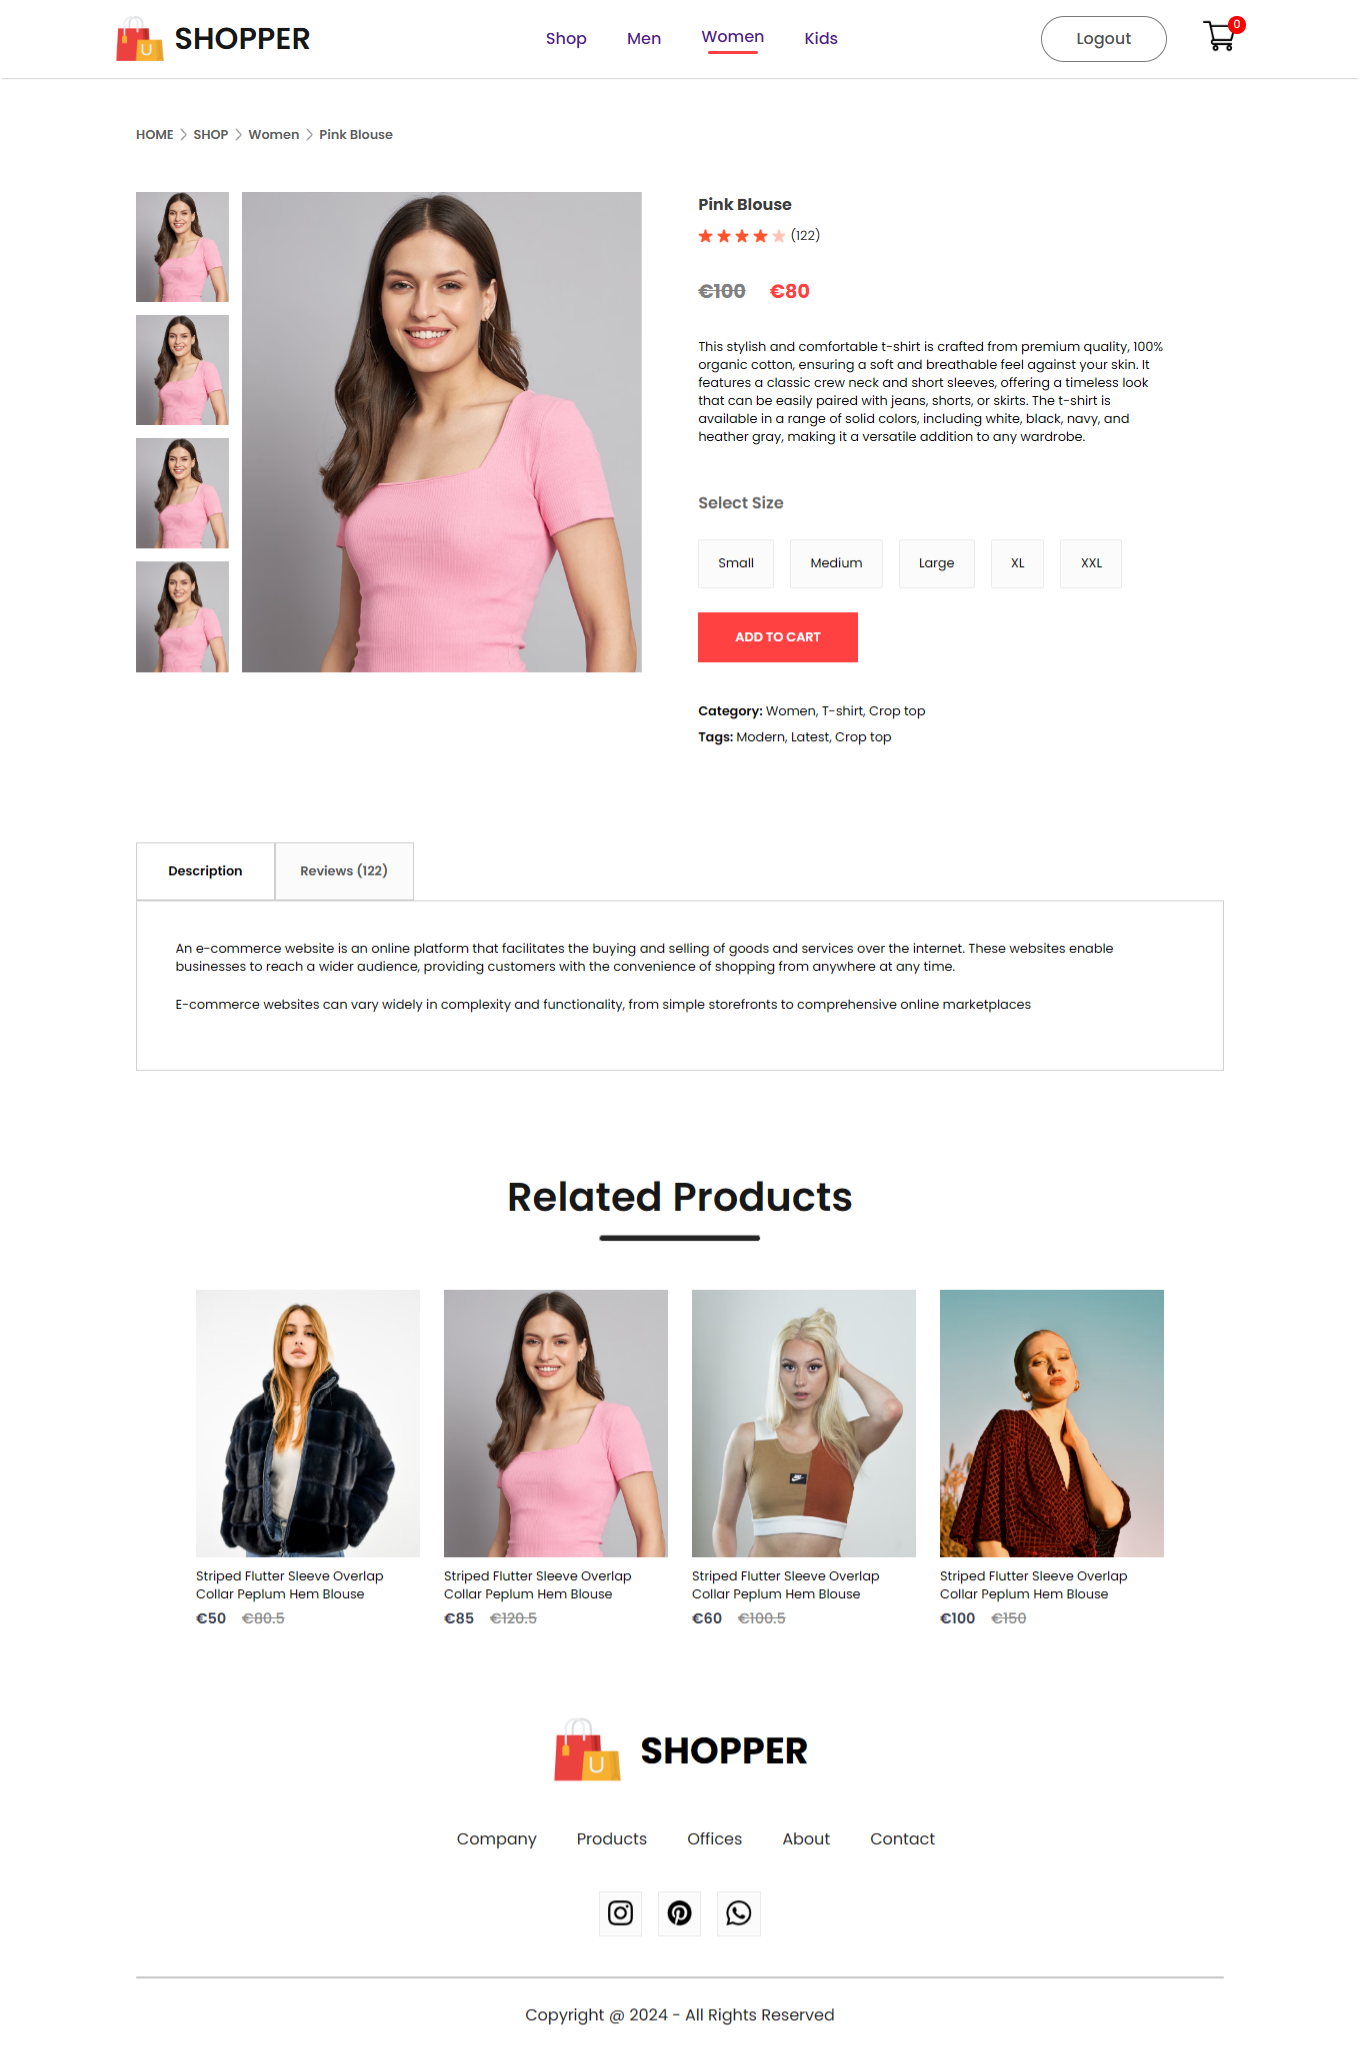 SHOPPER
Shop Men Women Kids
Logout
0
HOME SHOP Women Pink Blouse
Pink Blouse
(122)
€100 €80
This stylish and comfortable t-shirt is crafted from premium quality, 100%
organic cotton, ensuring a soft and breathable feel against your skin. It
features a classic crew neck and short sleeves, offering a timeless look
that can be easily paired with jeans, shorts, or skirts. The t-shirt is
available in a range of solid colors, including white, black, navy, and
heather gray, making it a versatile addition to any wardrobe.
Select Size
Small Medium Large XL XXL
ADD TO CART
Category: Women, T-shirt, Crop top
Tags: Modern, Latest, Crop top
Description Reviews (122)
An e-commerce website is an online platform that facilitates the buying and selling of goods and services over the internet. These websites enable
businesses to reach a wider audience, providing customers with the convenience of shopping from anywhere at any time.
E-commerce websites can vary widely in complexity and functionality, from simple storefronts to comprehensive online marketplaces
Related Products
Striped Flutter Sleeve Overlap
Collar Peplum Hem Blouse
€50 €80.5
Striped Flutter Sleeve Overlap
Collar Peplum Hem Blouse
€85 €120.5
Striped Flutter Sleeve Overlap
Collar Peplum Hem Blouse
€60 €100.5
Striped Flutter Sleeve Overlap
Collar Peplum Hem Blouse
€100 €150
SHOPPER
Company Products Offices About Contact
Copyright @ 2024 - All Rights Reserved